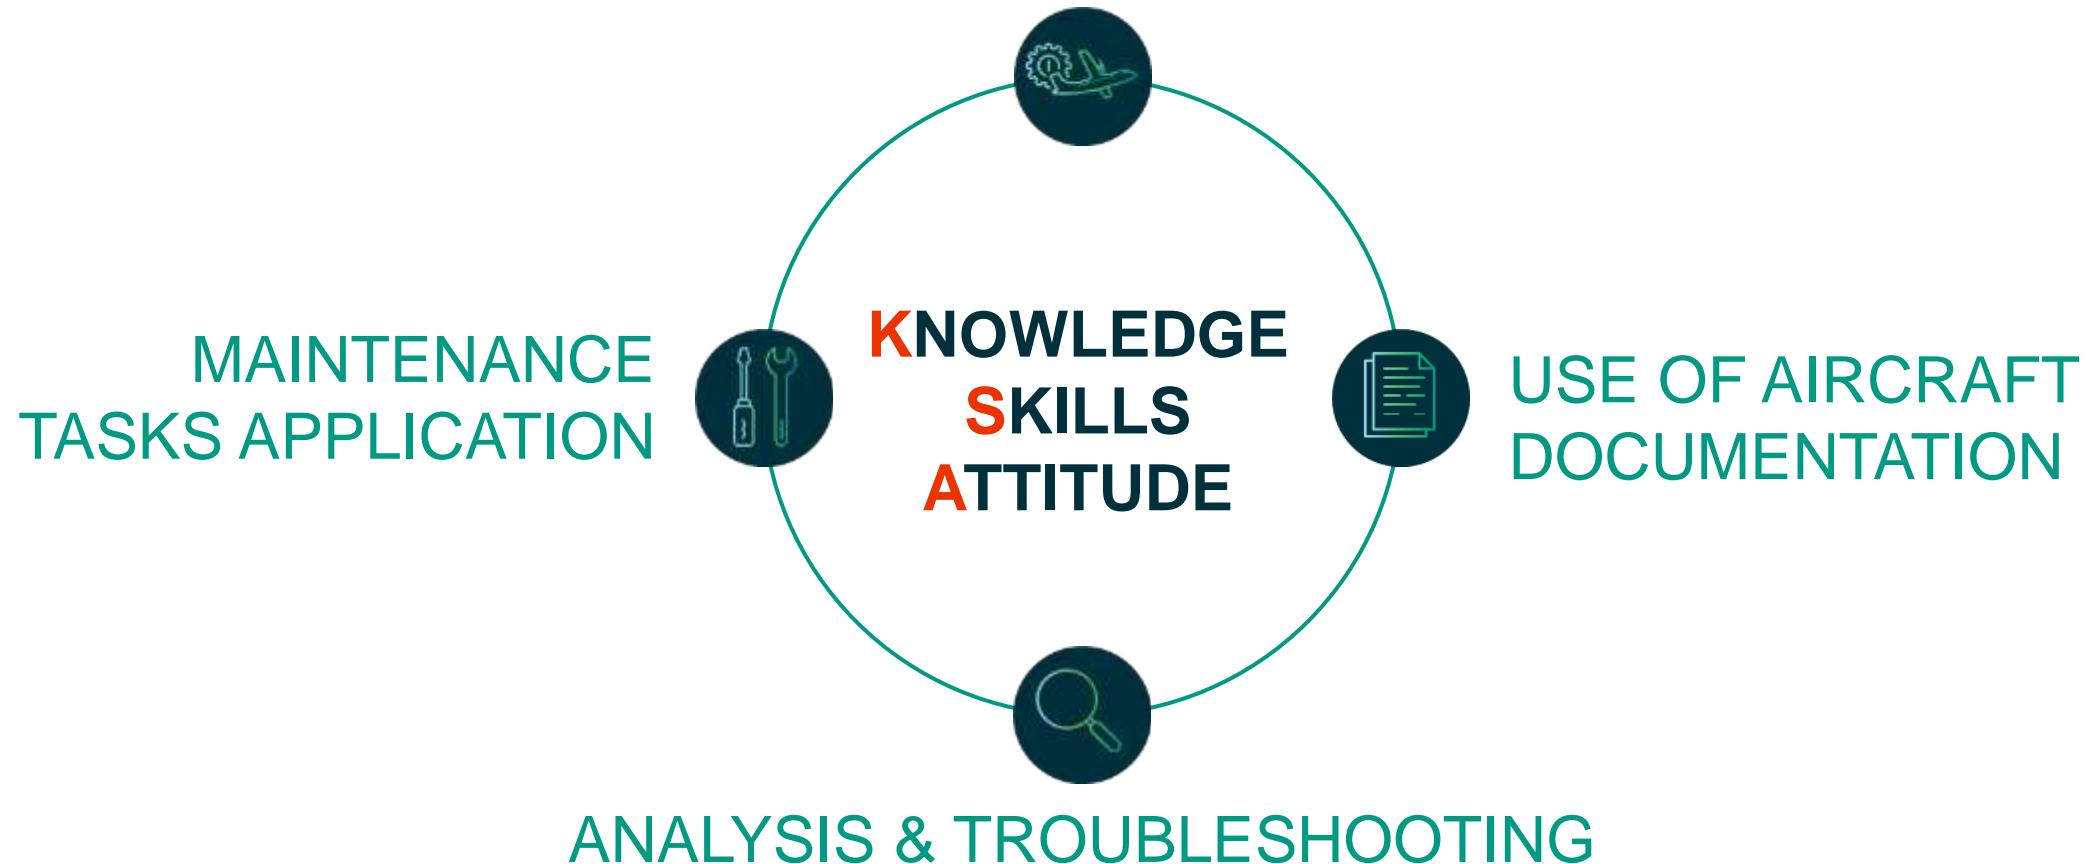 MAINTENANCE
TASKS APPLICATION
KNOWLEDGE
SKILLS
ATTITUDE
USE OF AIRCRAFT
DOCUMENTATION
ANALYSIS & TROUBLESHOOTING